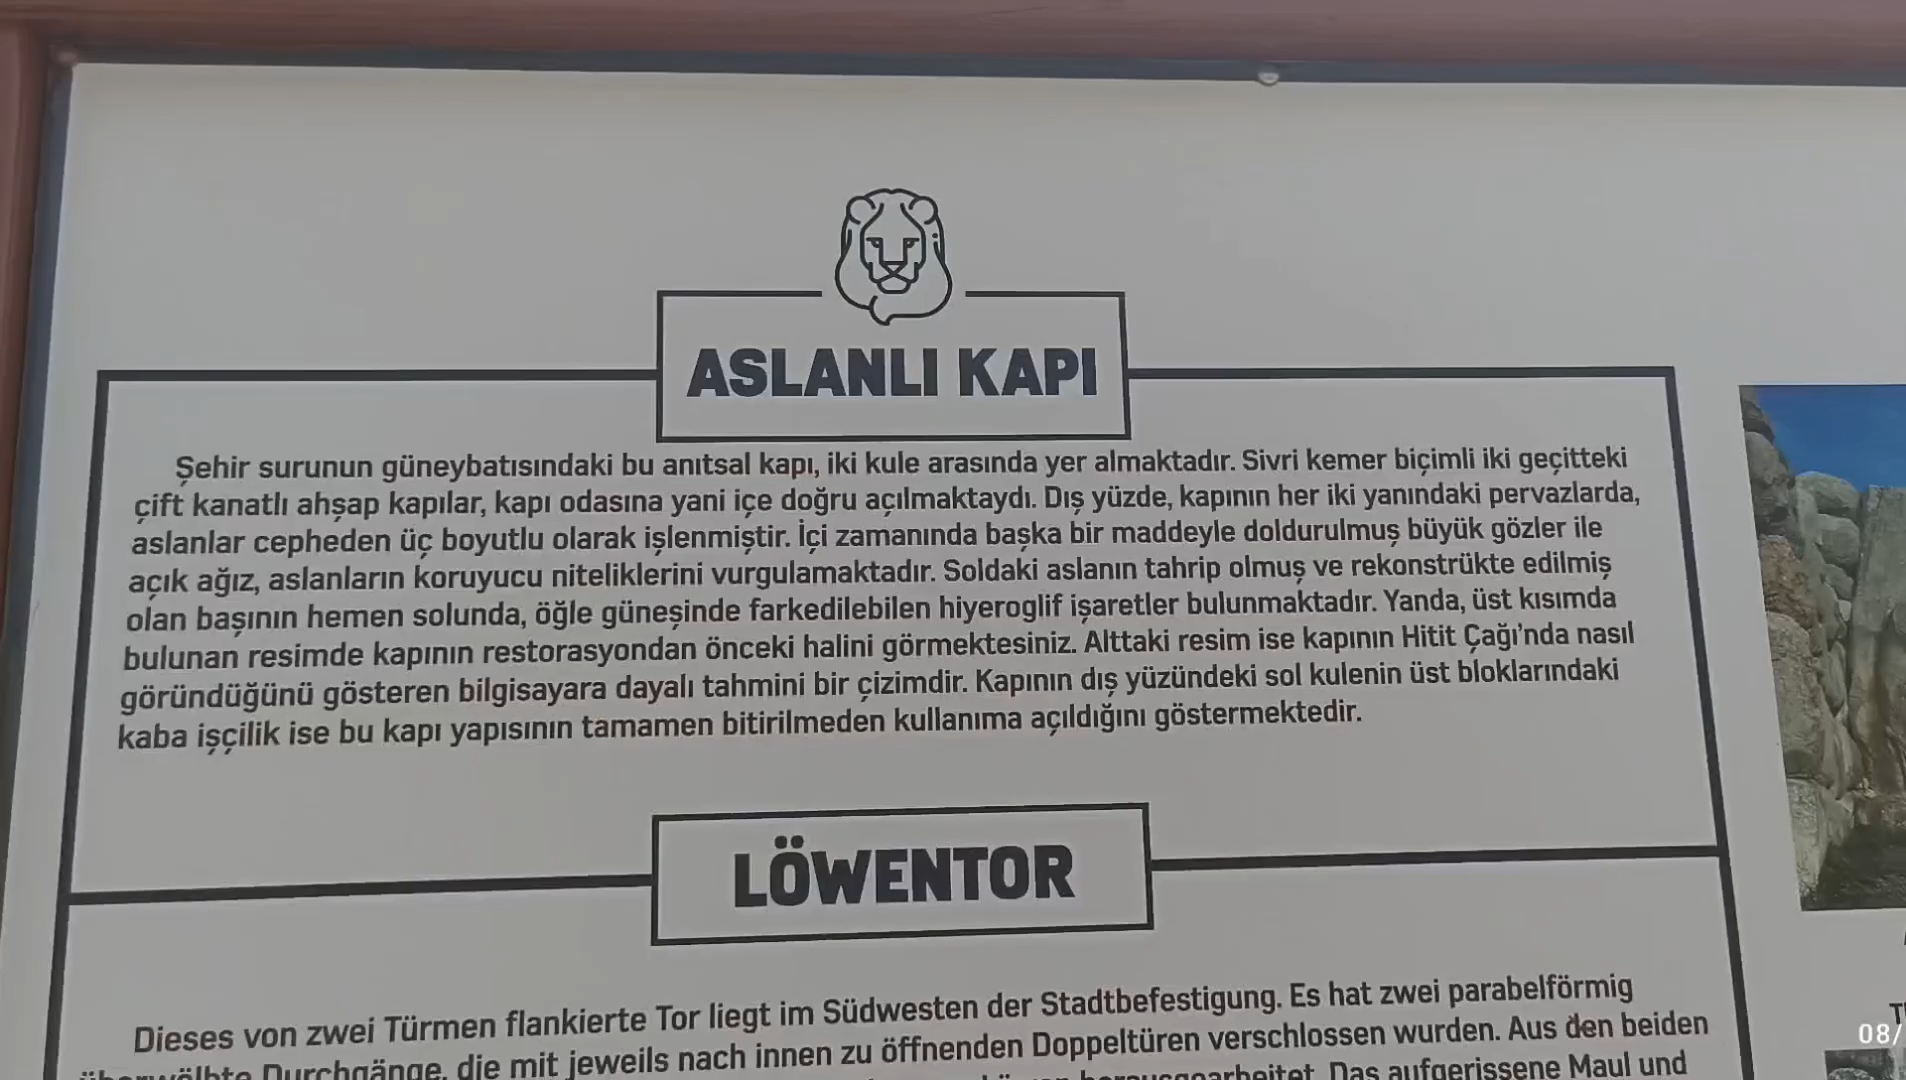 ASLANLI KAPI
Şehir surunun güneybatısındaki bu anıtsal kapı, iki kule arasında yer almaktadır. Sivri kemer biçimli iki geçitteki
çift kanatlı ahşap kapılar, kapı odasına yani içe doğru açılmaktaydı. Dış yüzde, kapının her iki yanındaki pervazlarda,
aslanlar cepheden üç boyutlu olarak işlenmiştir. İçi zamanında başka bir maddeyle doldurulmuş büyük gözler ile
açık ağız, aslanların koruyucu niteliklerini vurgulamaktadır. Soldaki aslanın tahrip olmuş ve rekonstrükte edilmiş
olan başının hemen solunda, öğle güneşinde farkedilebilen hiyeroglif işaretler bulunmaktadır. Yanda, üst kısımda
bulunan resimde kapının restorasyondan önceki halini görmektesiniz. Alttaki resim ise kapının Hitit Çağı'nda nasıl
göründüğünü gösteren bilgisayara dayalı tahmini bir çizimdir. Kapının dış yüzündeki sol kulenin üst bloklarındaki
kaba işçilik ise bu kapı yapısının tamamen bitirilmeden kullanıma açıldığını göstermektedir.
LÖWENTOR
Dieses von zwei Türmen flankierte Tor liegt im Südwesten der Stadtbefestigung. Es hat zwei parabelförmig
überwölbte Durchgänge, die mit jeweils nach innen zu öffnenden Doppeltüren verschlossen wurden. Aus den beiden
herausgearbeitet. Das aufgerissene Maul und
08/